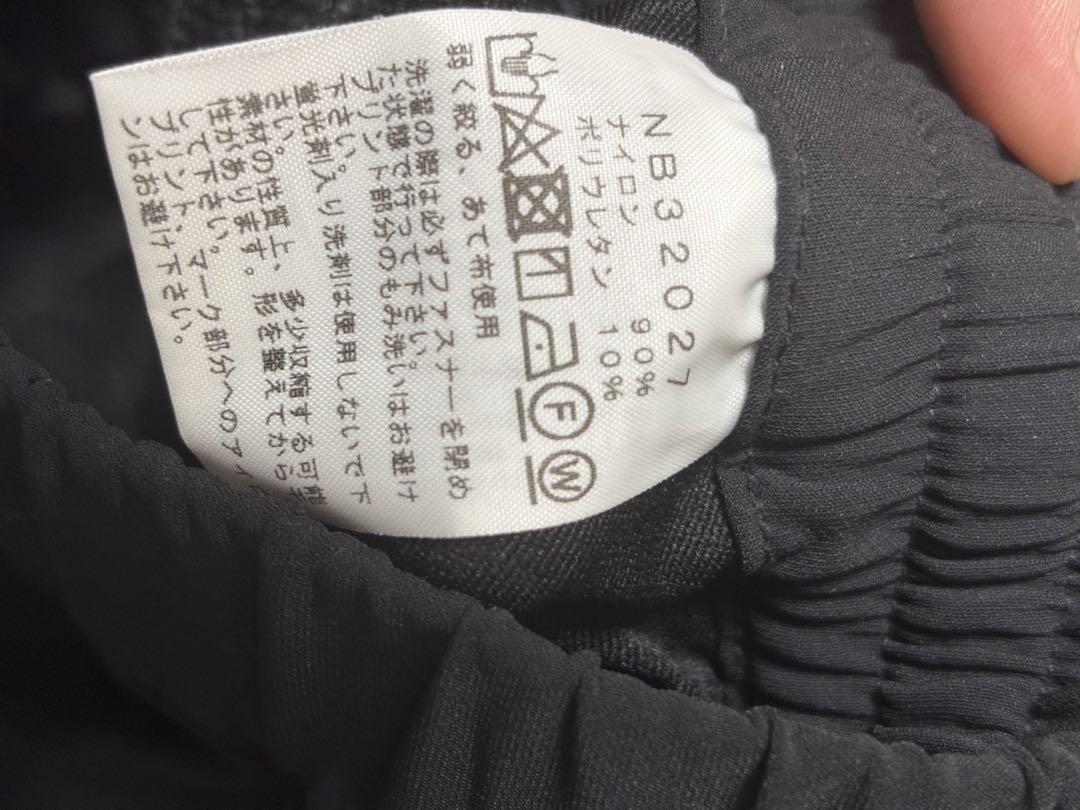 NB32027
ナイロン 90%
ポリウレタン 10%
F W
弱く絞る、あて布使用
洗濯の際は必ずファスナーを閉め
た状態で行って下さい。
プリント部分のもみ洗いはお避け
下さい。
蛍光剤入り洗剤は使用しないで下
さい。
素材の性質上、多少収縮する可能
性があります。形を整えてから
して下さい。
プリント、マーク部分へのアイロ
ンはお避け下さい。